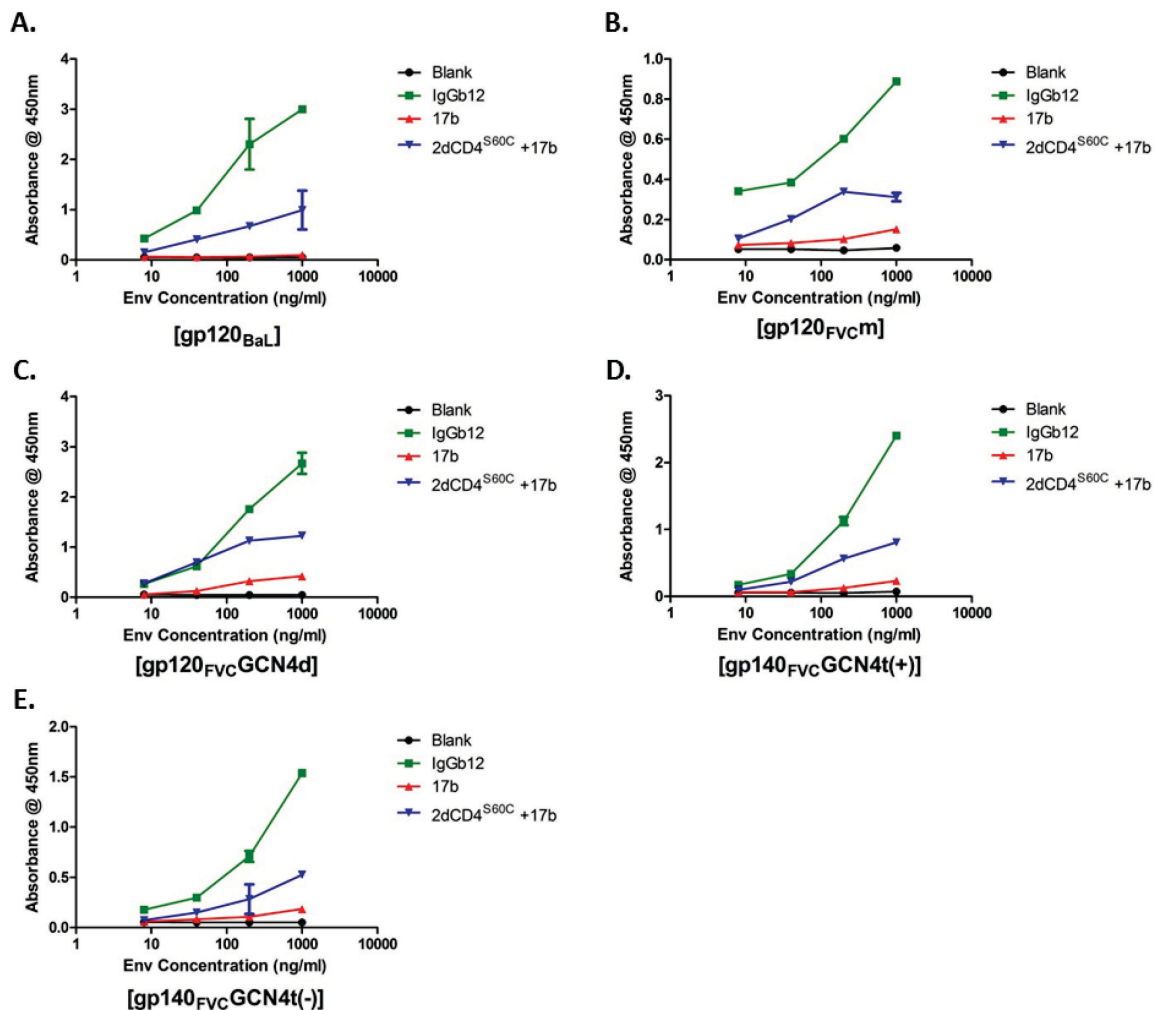 A.
4
3
2
1
0
1
10
100
1000
10000
Absorbance @ 450nm
Env Concentration (ng/ml)
Blank
IgGb12
17b
2dCD4S60C +17b
[gp120BaL]
B.
1.0
0.8
0.6
0.4
0.2
0.0
1
10
100
1000
10000
Absorbance @ 450nm
Env Concentration (ng/ml)
Blank
IgGb12
17b
2dCD4S60C +17b
[gp120FVCm]
C.
4
3
2
1
0
1
10
100
1000
10000
Absorbance @ 450nm
Env Concentration (ng/ml)
Blank
IgGb12
17b
2dCD4S60C +17b
[gp120FVCGCN4d]
D.
3
2
1
0
1
10
100
1000
10000
Absorbance @ 450nm
Env Concentration (ng/ml)
Blank
IgGb12
17b
2dCD4S60C +17b
[gp140FVCGCN4t(+)]
E.
2.0
1.5
1.0
0.5
0.0
1
10
100
1000
10000
Absorbance @ 450nm
Env Concentration (ng/ml)
Blank
IgGb12
17b
2dCD4S60C +17b
[gp140FVCGCN4t(-)]